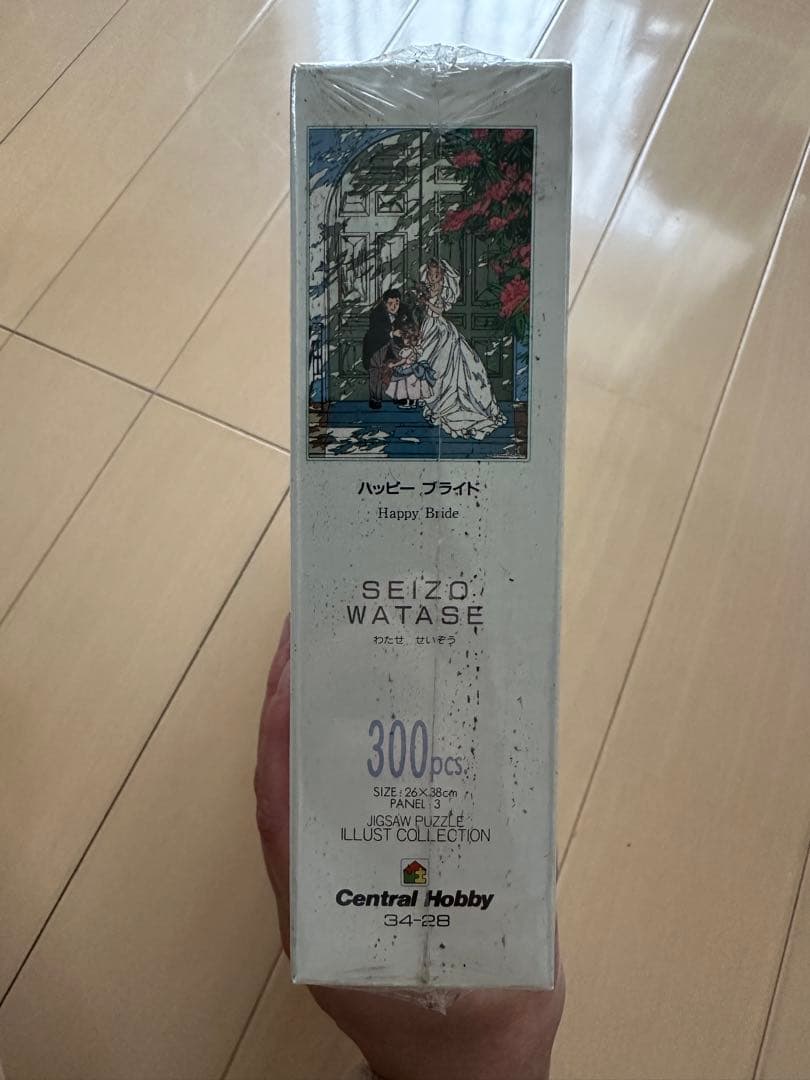 ハッピー ブライド
Happy Bride
SEIZO
WATASE
わたせ せいぞう
300pcs.
SIZE:26×38cm
PANEL 3
JIGSAW PUZZLE
ILLUST COLLECTION
Central Hobby
34-28